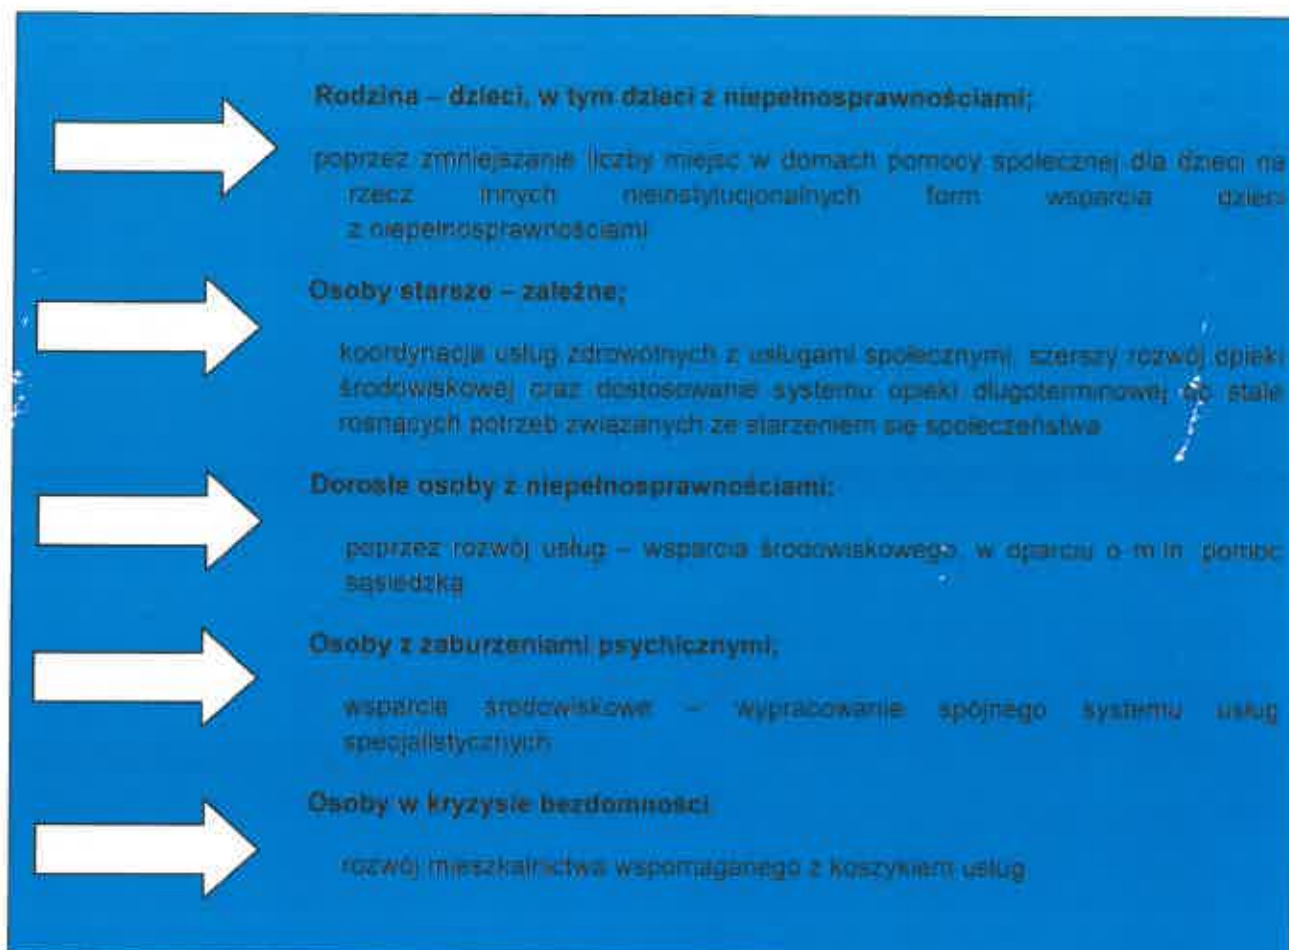 Rodzina – dzieci, w tym dzieci z niepełnosprawnościami;
poprzez zmniejszanie liczby miejsc w domach pomocy społecznej dla dzieci na
rzecz innych nieinstytucjonalnych form wsparcia dzieci
z niepełnosprawnościami
Osoby starsze – zależne;
koordynacja usług zdrowotnych z usługami społecznymi, szerszy rozwój opieki
środowiskowej oraz dostosowanie systemu opieki długoterminowej do stale
rosnących potrzeb związanych ze starzeniem się społeczeństwa
Dorosłe osoby z niepełnosprawnościami;
poprzez rozwój usług – wsparcia środowiskowego, w oparciu o m.in. pomoc
sąsiedzką
Osoby z zaburzeniami psychicznymi;
wsparcie środowiskowe – wypracowanie spójnego systemu usług
specjalistycznych
Osoby w kryzysie bezdomności
rozwój mieszkalnictwa wspomaganego z koszykiem usług